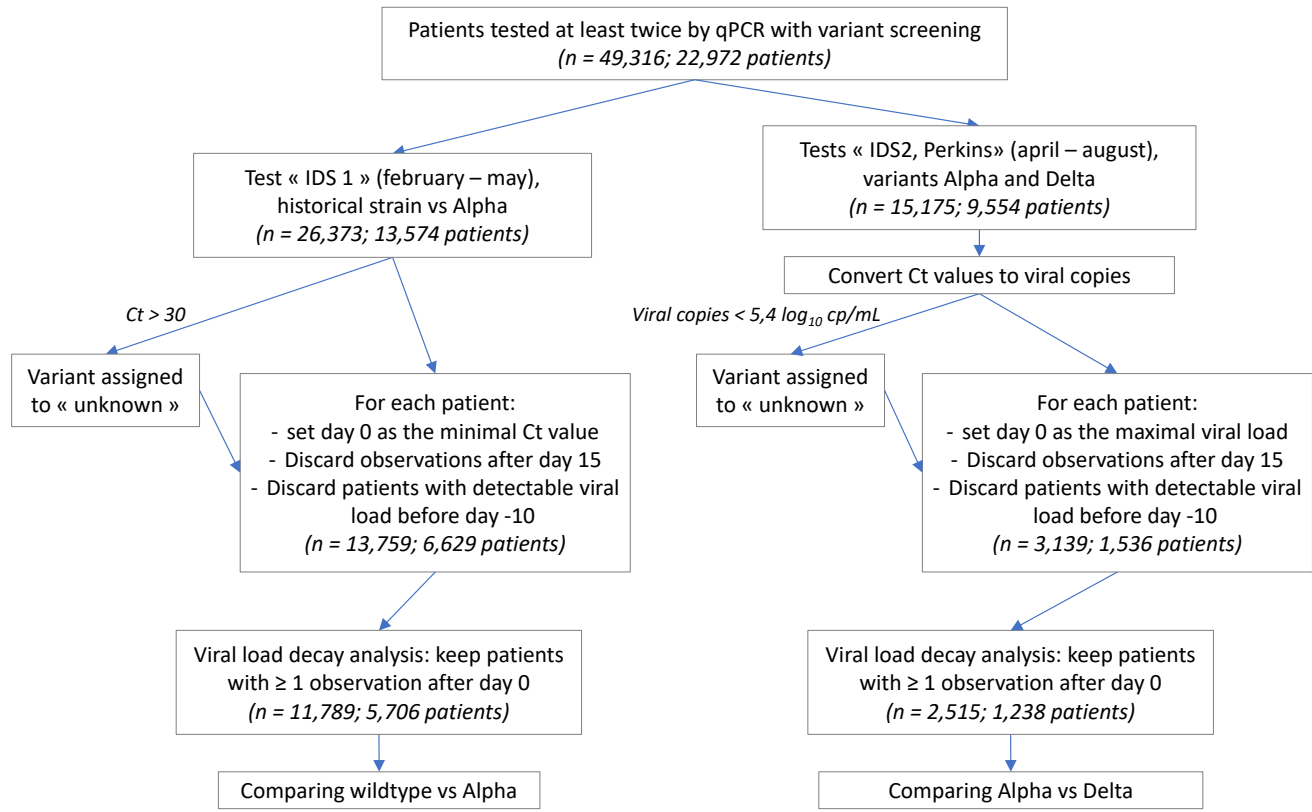 Patients tested at least twice by qPCR with variant screening
(n = 49,316; 22,972 patients)
Test « IDS 1 » (february – may),
historical strain vs Alpha
(n = 26,373; 13,574 patients)
Tests « IDS2, Perkins» (april – august),
variants Alpha and Delta
(n = 15,175; 9,554 patients)
Convert Ct values to viral copies
Ct > 30
Viral copies < 5,4 log₁₀ cp/mL
Variant assigned
to « unknown »
For each patient:
- set day 0 as the minimal Ct value
- Discard observations after day 15
- Discard patients with detectable viral
load before day -10
(n = 13,759; 6,629 patients)
Variant assigned
to « unknown »
For each patient:
- set day 0 as the maximal viral load
- Discard observations after day 15
- Discard patients with detectable viral
load before day -10
(n = 3,139; 1,536 patients)
Viral load decay analysis: keep patients
with ≥ 1 observation after day 0
(n = 11,789; 5,706 patients)
Viral load decay analysis: keep patients
with ≥ 1 observation after day 0
(n = 2,515; 1,238 patients)
Comparing wildtype vs Alpha
Comparing Alpha vs Delta